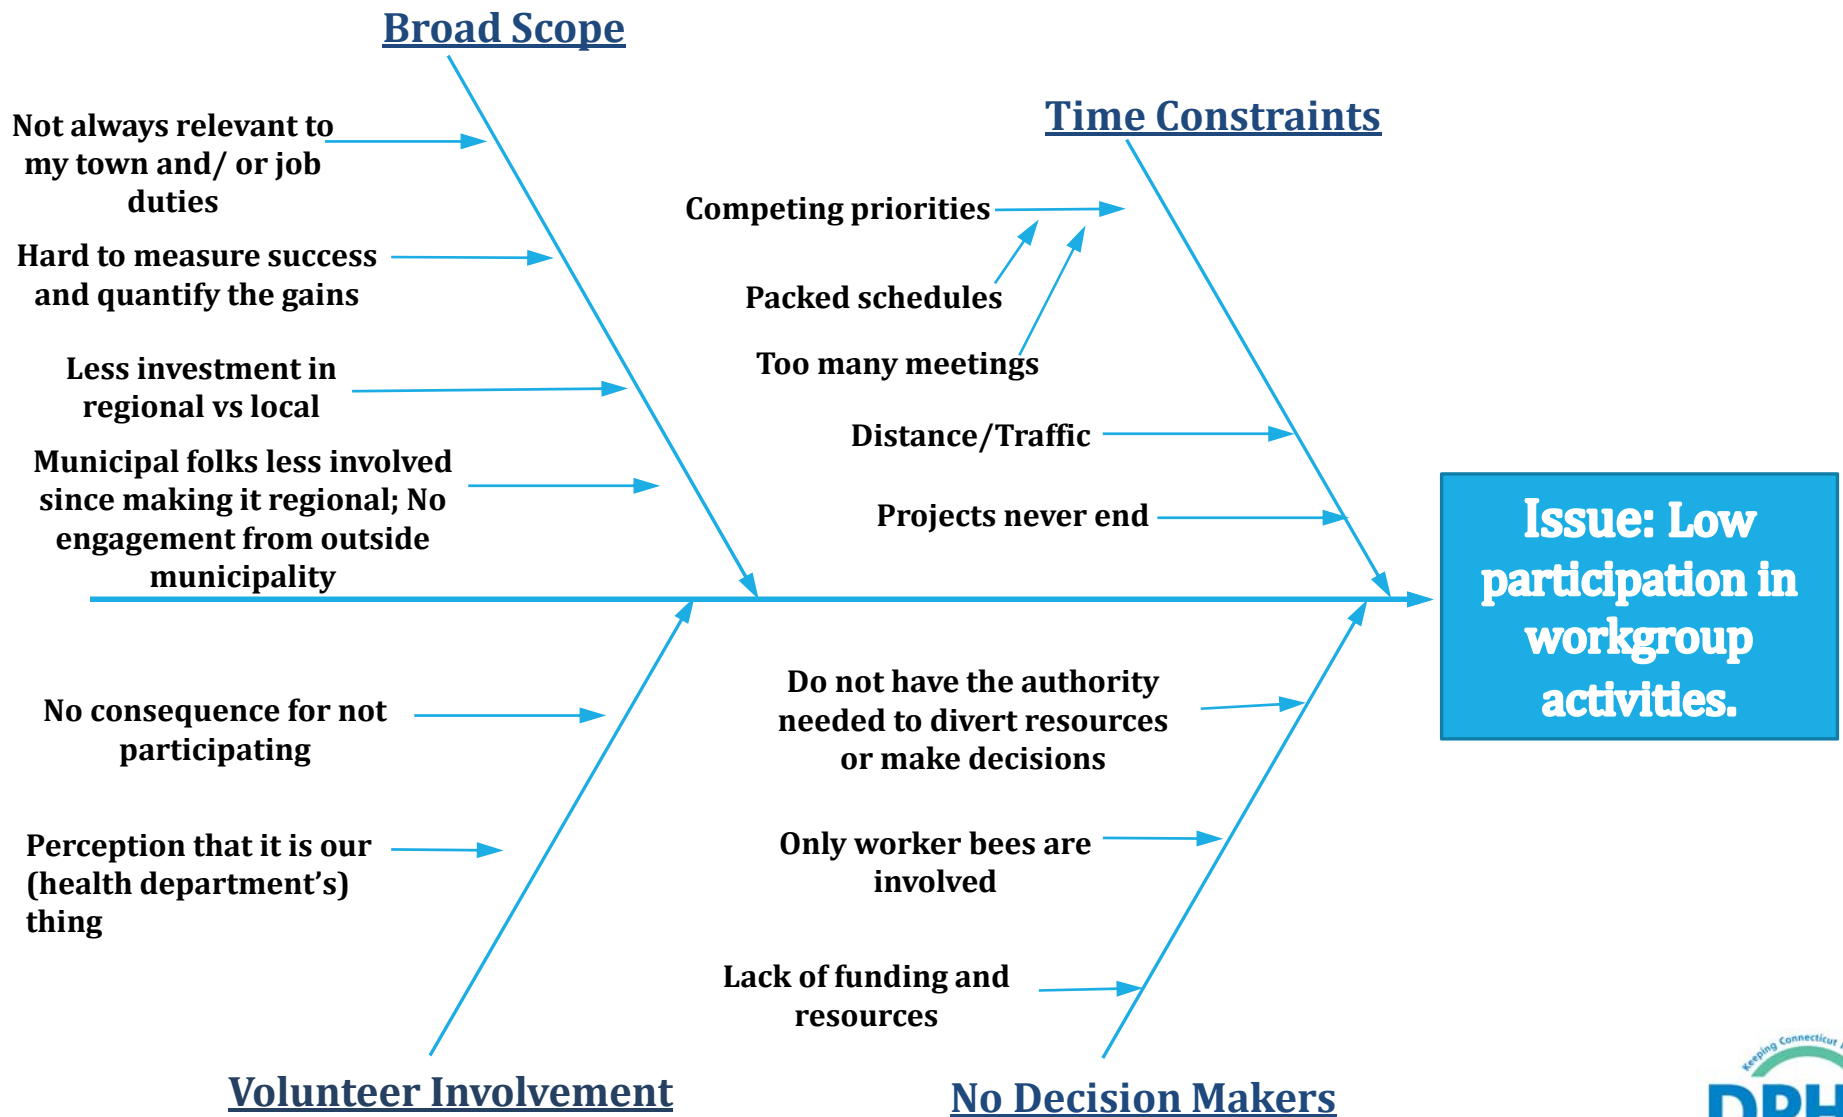 Broad Scope
Not always relevant to
my town and/ or job
duties
Hard to measure success
and quantify the gains
Less investment in
regional vs local
Municipal folks less involved
since making it regional; No
engagement from outside
municipality
Time Constraints
Competing priorities
Packed schedules
Too many meetings
Distance/Traffic
Projects never end
Issue: Low
participation in
workgroup
activities.
No consequence for not
participating
Perception that it is our
(health department's)
thing
Volunteer Involvement
Do not have the authority
needed to divert resources
or make decisions
Only worker bees are
involved
Lack of funding and
resources
No Decision Makers
Keeping Connecticut
DPH